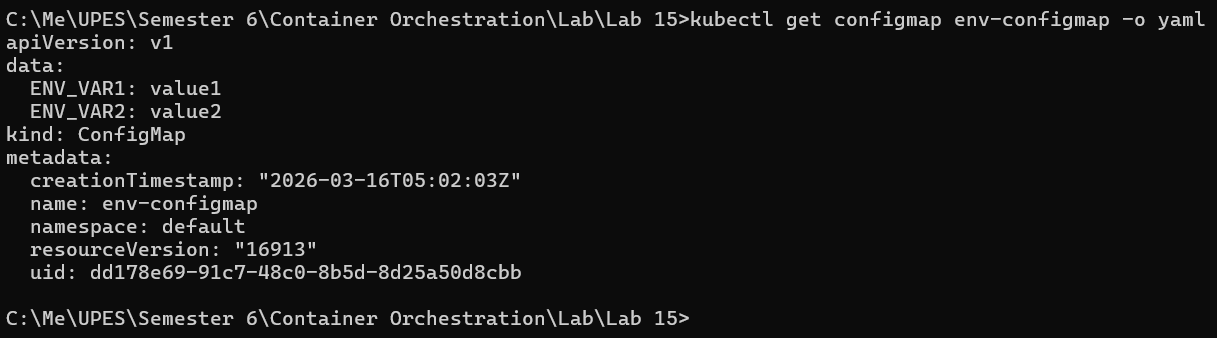 C:\Me\UPES\Semester 6\Container Orchestration\Lab\Lab 15>kubectl get configmap env-configmap -o yaml
apiVersion: v1
data:
  ENV_VAR1: value1
  ENV_VAR2: value2
kind: ConfigMap
metadata:
  creationTimestamp: "2026-03-16T05:02:03Z"
  name: env-configmap
  namespace: default
  resourceVersion: "16913"
  uid: dd178e69-91c7-48c0-8b5d-8d25a50d8cbb
C:\Me\UPES\Semester 6\Container Orchestration\Lab\Lab 15>